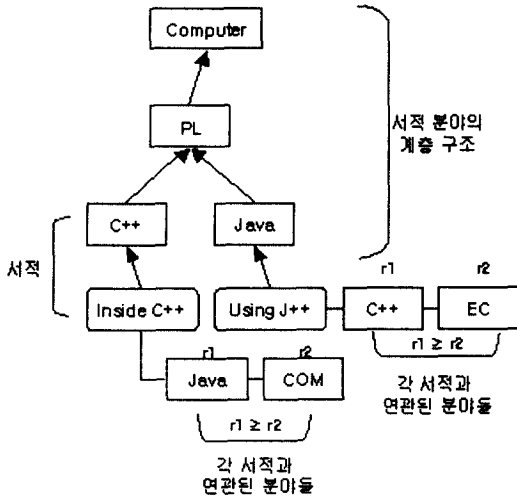 Computer
PL
서적 분야의
계층 구조
C++
Java
서적
r1
r2
Inside C++
Using J++
C++
EC
r1 ≥ r2
r1
r2
Java
COM
각 서적과
연관된 분야들
r1 ≥ r2
각 서적과
연관된 분야들